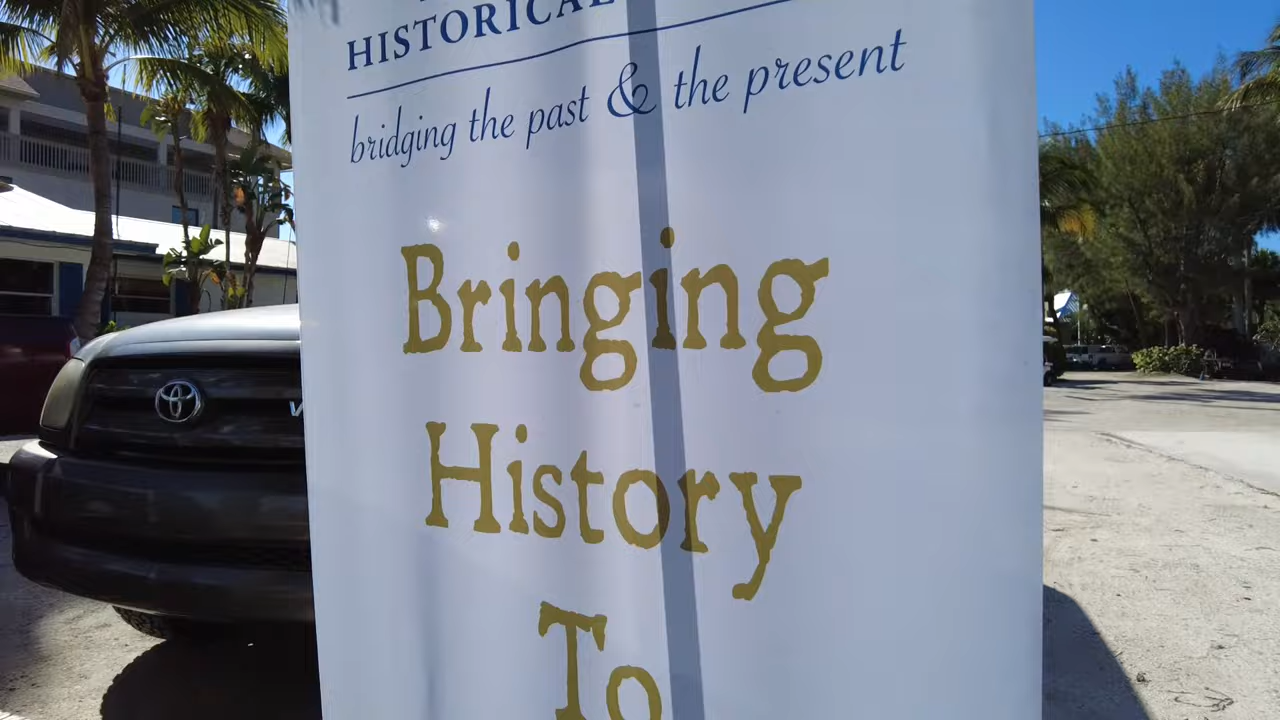 HISTORICAL
bridging the past & the present
Bringing
History
To